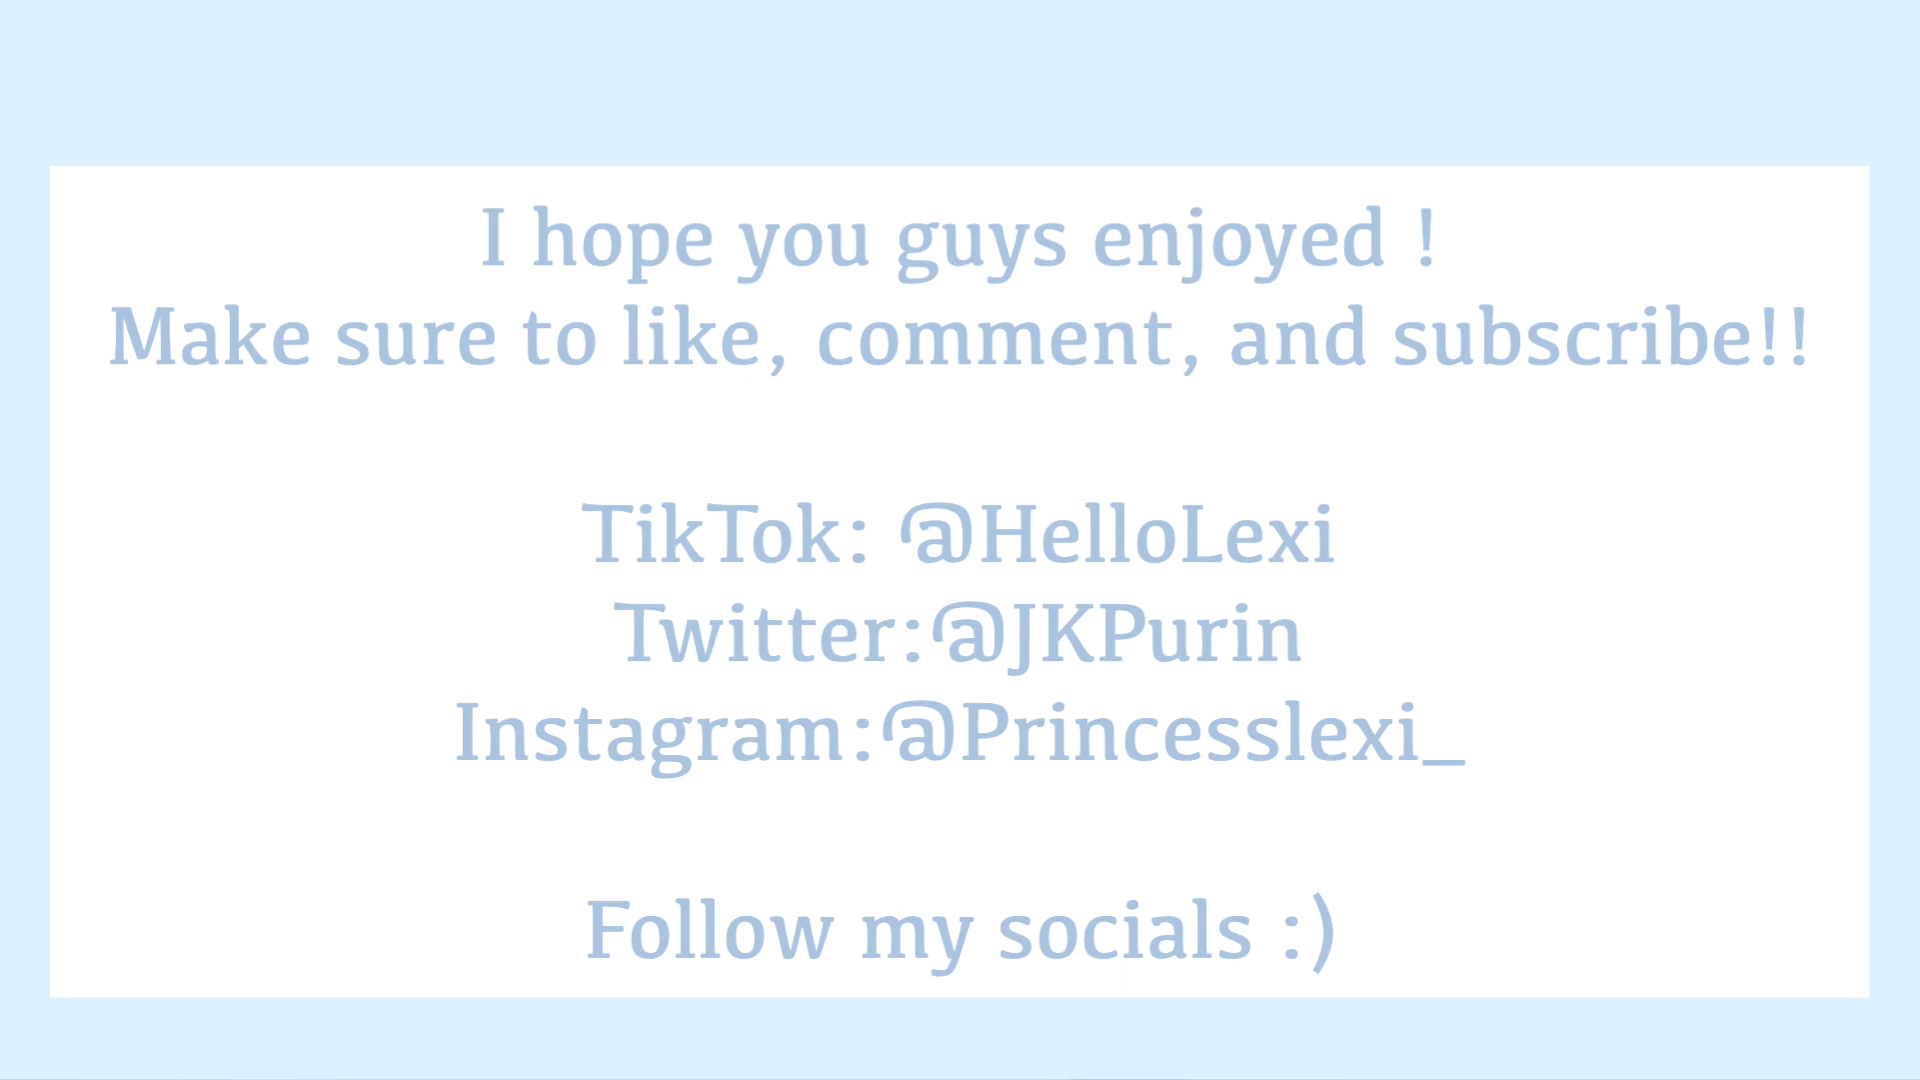 I hope you guys enjoyed !
Make sure to like, comment, and subscribe!!
TikTok: @HelloLexi
Twitter:@JKPurin
Instagram:@Princesslexi_
Follow my socials :)